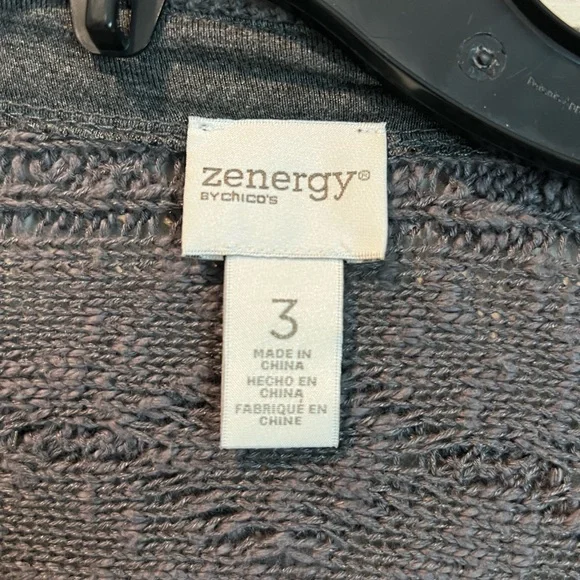 zenergy®
BY CHICO'S
3
MADE IN
CHINA
HECHO EN
CHINA
FABRIQUÉ EN
CHINE